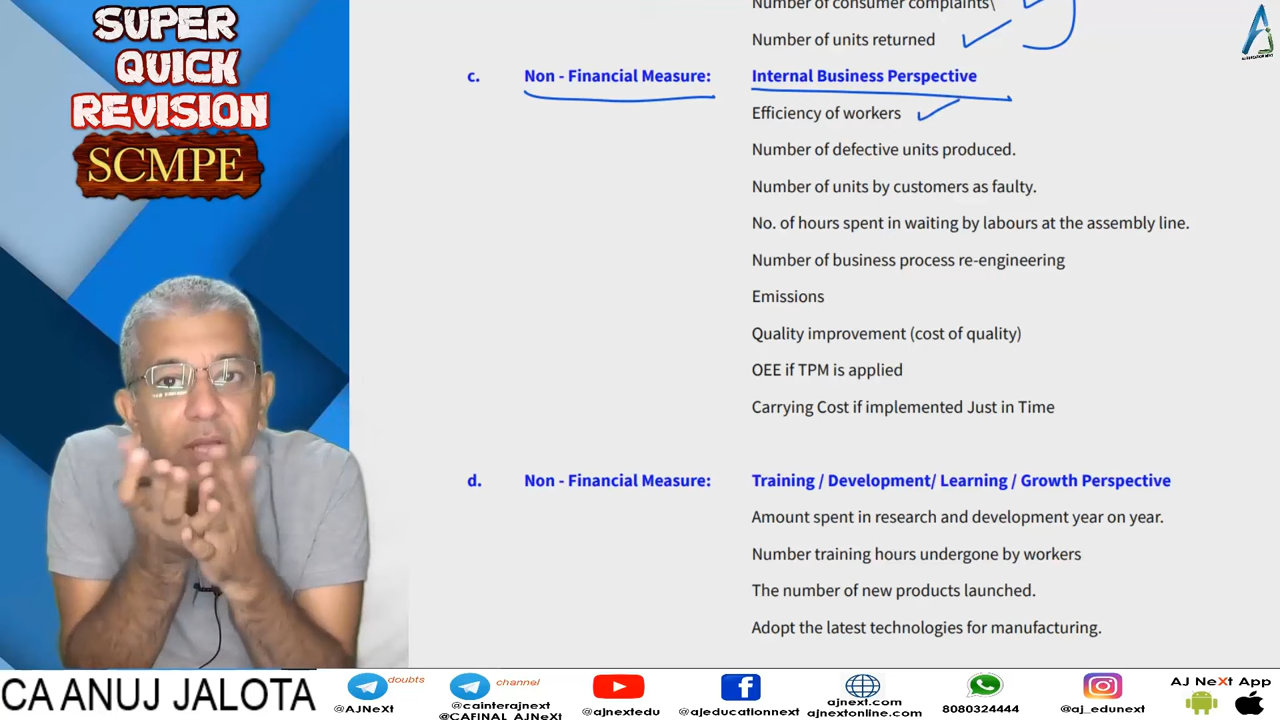 SUPER
QUICK
REVISION
SCMPE
Number of consumer complaints\
Number of units returned
c. Non - Financial Measure: Internal Business Perspective
Efficiency of workers
Number of defective units produced.
Number of units by customers as faulty.
No. of hours spent in waiting by labours at the assembly line.
Number of business process re-engineering
Emissions
Quality improvement (cost of quality)
OEE if TPM is applied
Carrying Cost if implemented Just in Time
d. Non - Financial Measure: Training / Development/ Learning / Growth Perspective
Amount spent in research and development year on year.
Number training hours undergone by workers
The number of new products launched.
Adopt the latest technologies for manufacturing.
CA ANUJ JALOTA
doubts
@AJNeXt
channel
@cainterajnext
@CAFINAL_AJNeXt
@ajnextedu
@ajeducationnext
ajnext.com
ajnextonline.com
8080324444
@aj_edunext
AJ NeXt App